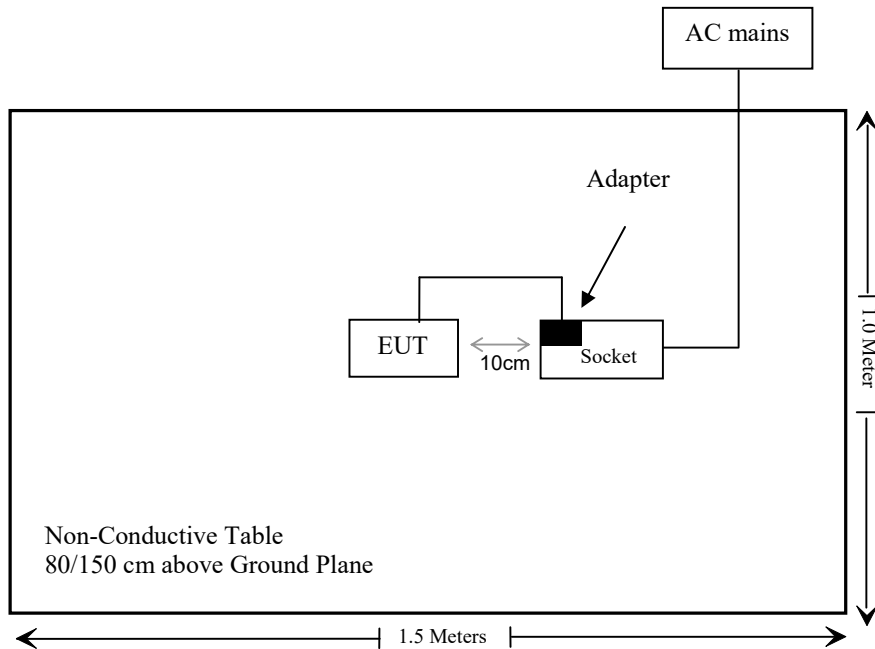 AC mains
Adapter
EUT
10cm
Socket
1.0 Meter
Non-Conductive Table
80/150 cm above Ground Plane
1.5 Meters